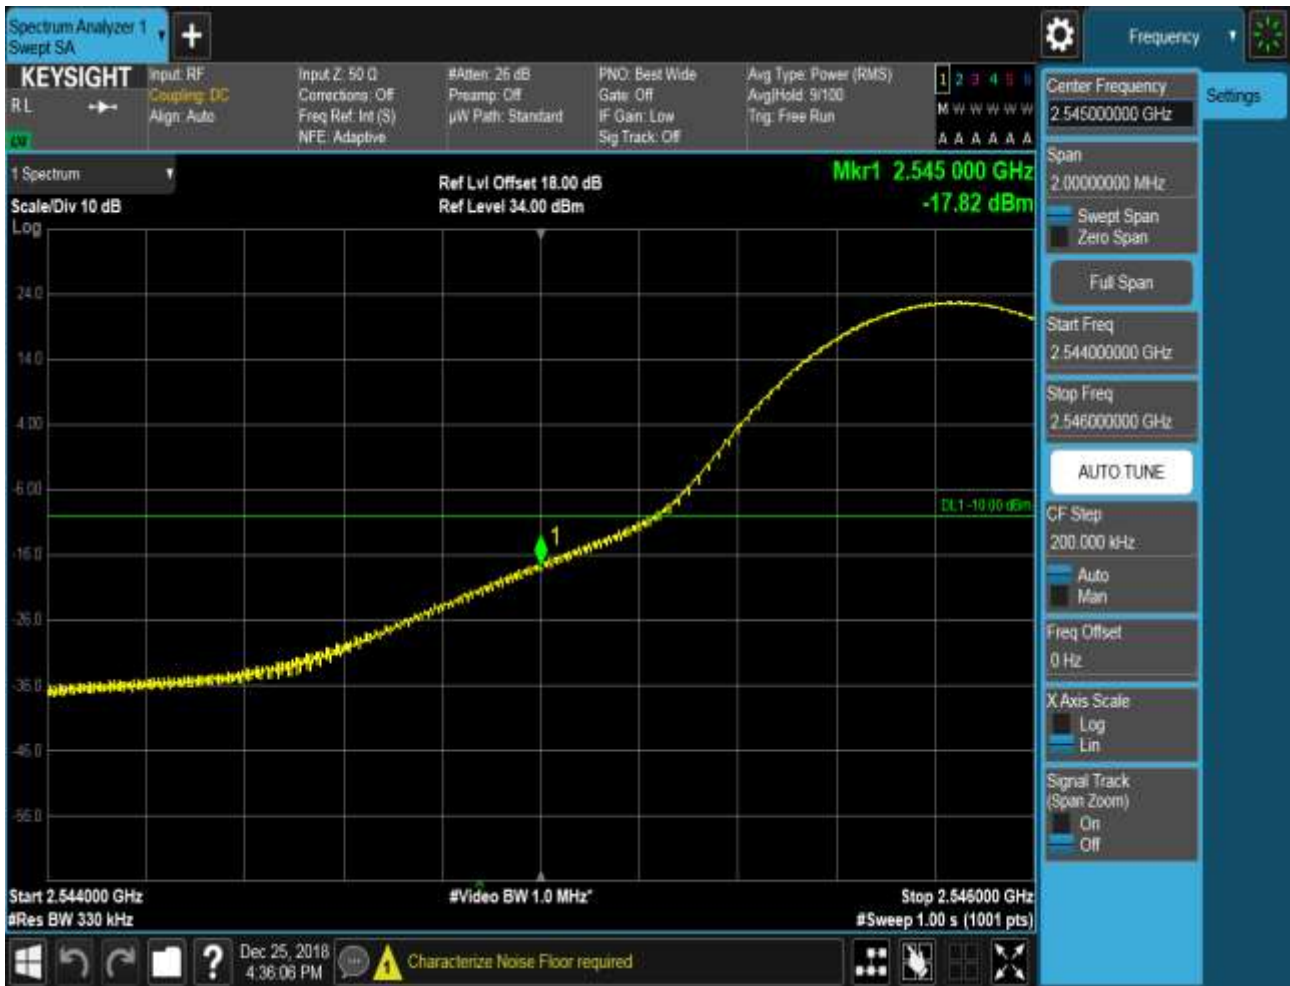 Spectrum Analyzer 1
Swept SA
+
Frequency
KEYSIGHT
RL
Input: RF
Coupling: DC
Align: Auto
Input Z: 50 Ω
Corrections: Off
Freq Ref: Int (S)
NFE: Adaptive
#Atten: 26 dB
Preamp: Off
µW Path: Standard
PNO: Best Wide
Gate: Off
IF Gain: Low
Sig Track: Off
Avg Type: Power (RMS)
Avg|Hold: 9/100
Trig: Free Run
1 2 3 4 5 6
M W W W W W
A A A A A A
1 Spectrum
Scale/Div 10 dB
Log
Ref Lvl Offset 18.00 dB
Ref Level 34.00 dBm
Mkr1 2.545 000 GHz
-17.82 dBm
24.0
14.0
4.00
-6.00
DL1 -10.00 dBm
1
-16.0
-26.0
-36.0
-46.0
-56.0
Start 2.544000 GHz
#Video BW 1.0 MHz*
Stop 2.546000 GHz
#Res BW 330 kHz
#Sweep 1.00 s (1001 pts)
Center Frequency
2.545000000 GHz
Settings
Span
2.00000000 MHz
Swept Span
Zero Span
Full Span
Start Freq
2.544000000 GHz
Stop Freq
2.546000000 GHz
AUTO TUNE
CF Step
200.000 kHz
Auto
Man
Freq Offset
0 Hz
X Axis Scale
Log
Lin
Signal Track
(Span Zoom)
On
Off
?
Dec 25, 2018
4:36:06 PM
1
Characterize Noise Floor required